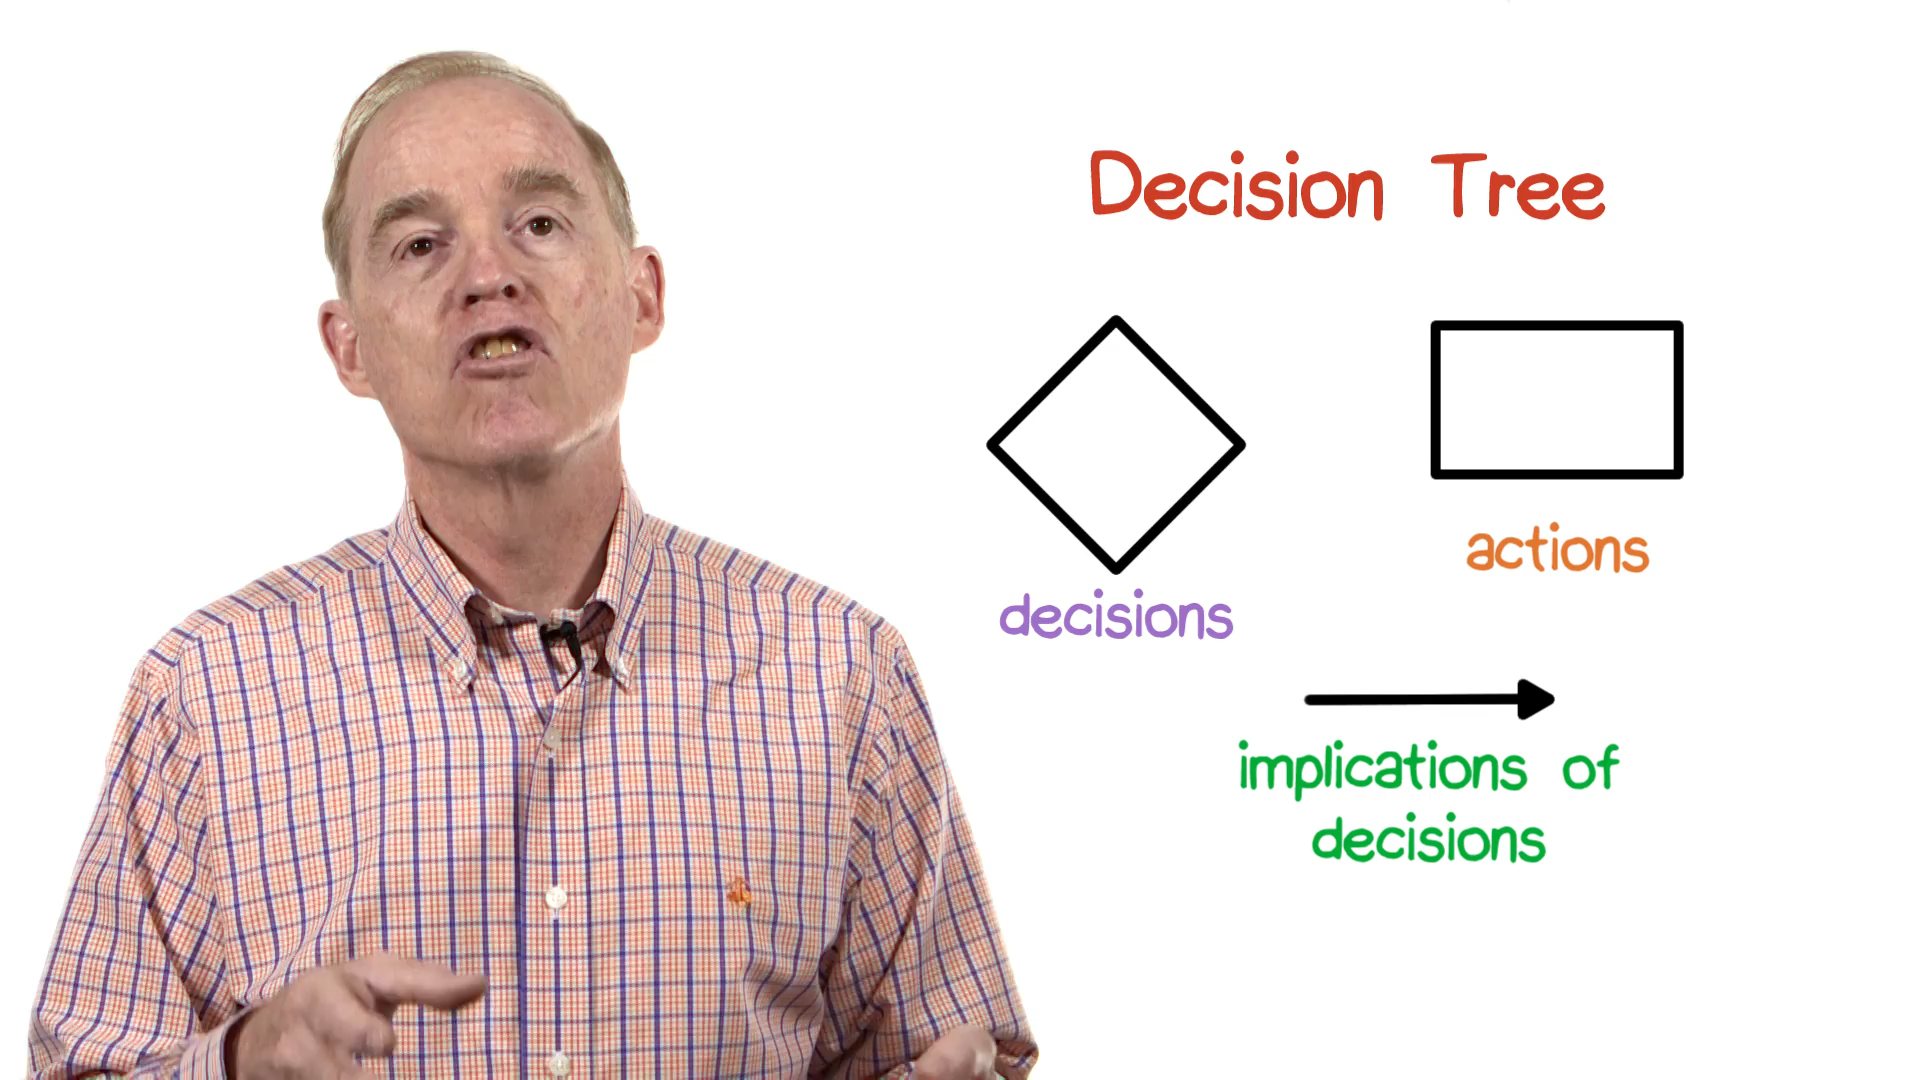 Decision Tree
decisions
actions
implications of
decisions